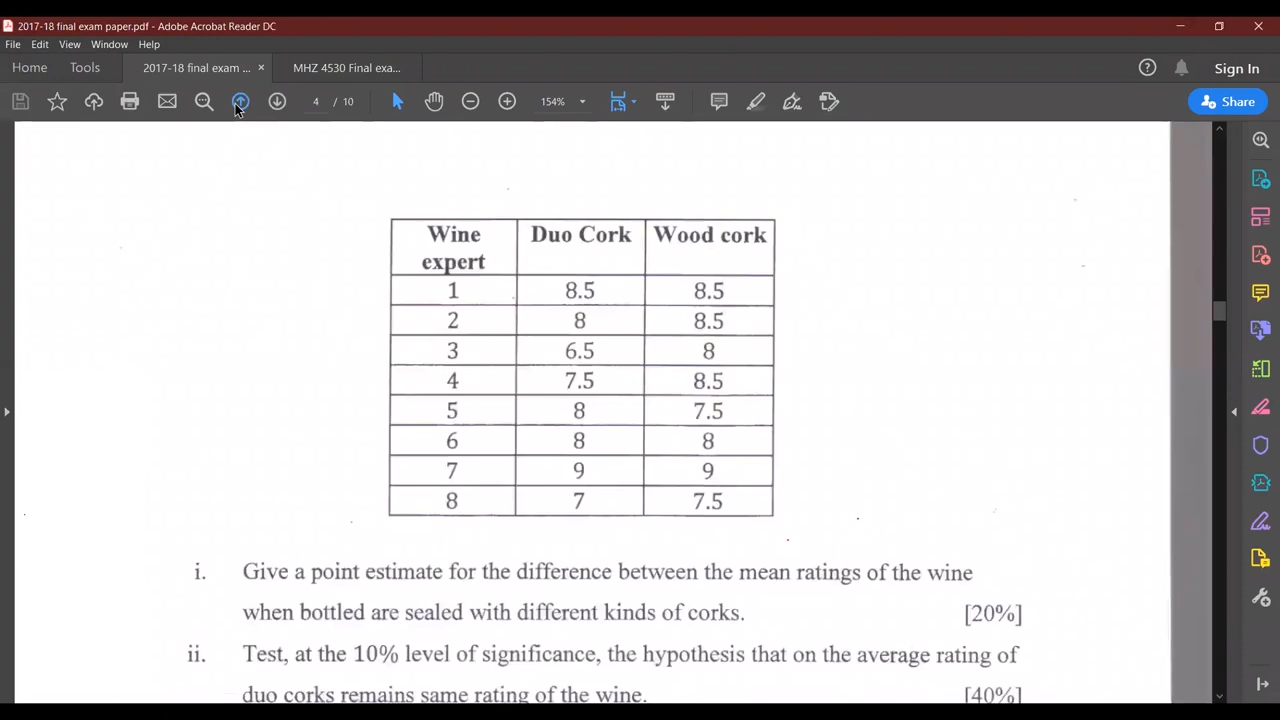 2017-18 final exam paper.pdf - Adobe Acrobat Reader DC
File Edit View Window Help
Home Tools 2017-18 final exam ... × MHZ 4530 Final exa... Sign In
4 / 10 154% Share
Wine expert Duo Cork Wood cork
1 8.5 8.5
2 8 8.5
3 6.5 8
4 7.5 8.5
5 8 7.5
6 8 8
7 9 9
8 7 7.5
i. Give a point estimate for the difference between the mean ratings of the wine
when bottled are sealed with different kinds of corks. [20%]
ii. Test, at the 10% level of significance, the hypothesis that on the average rating of
duo corks remains same rating of the wine. [40%]